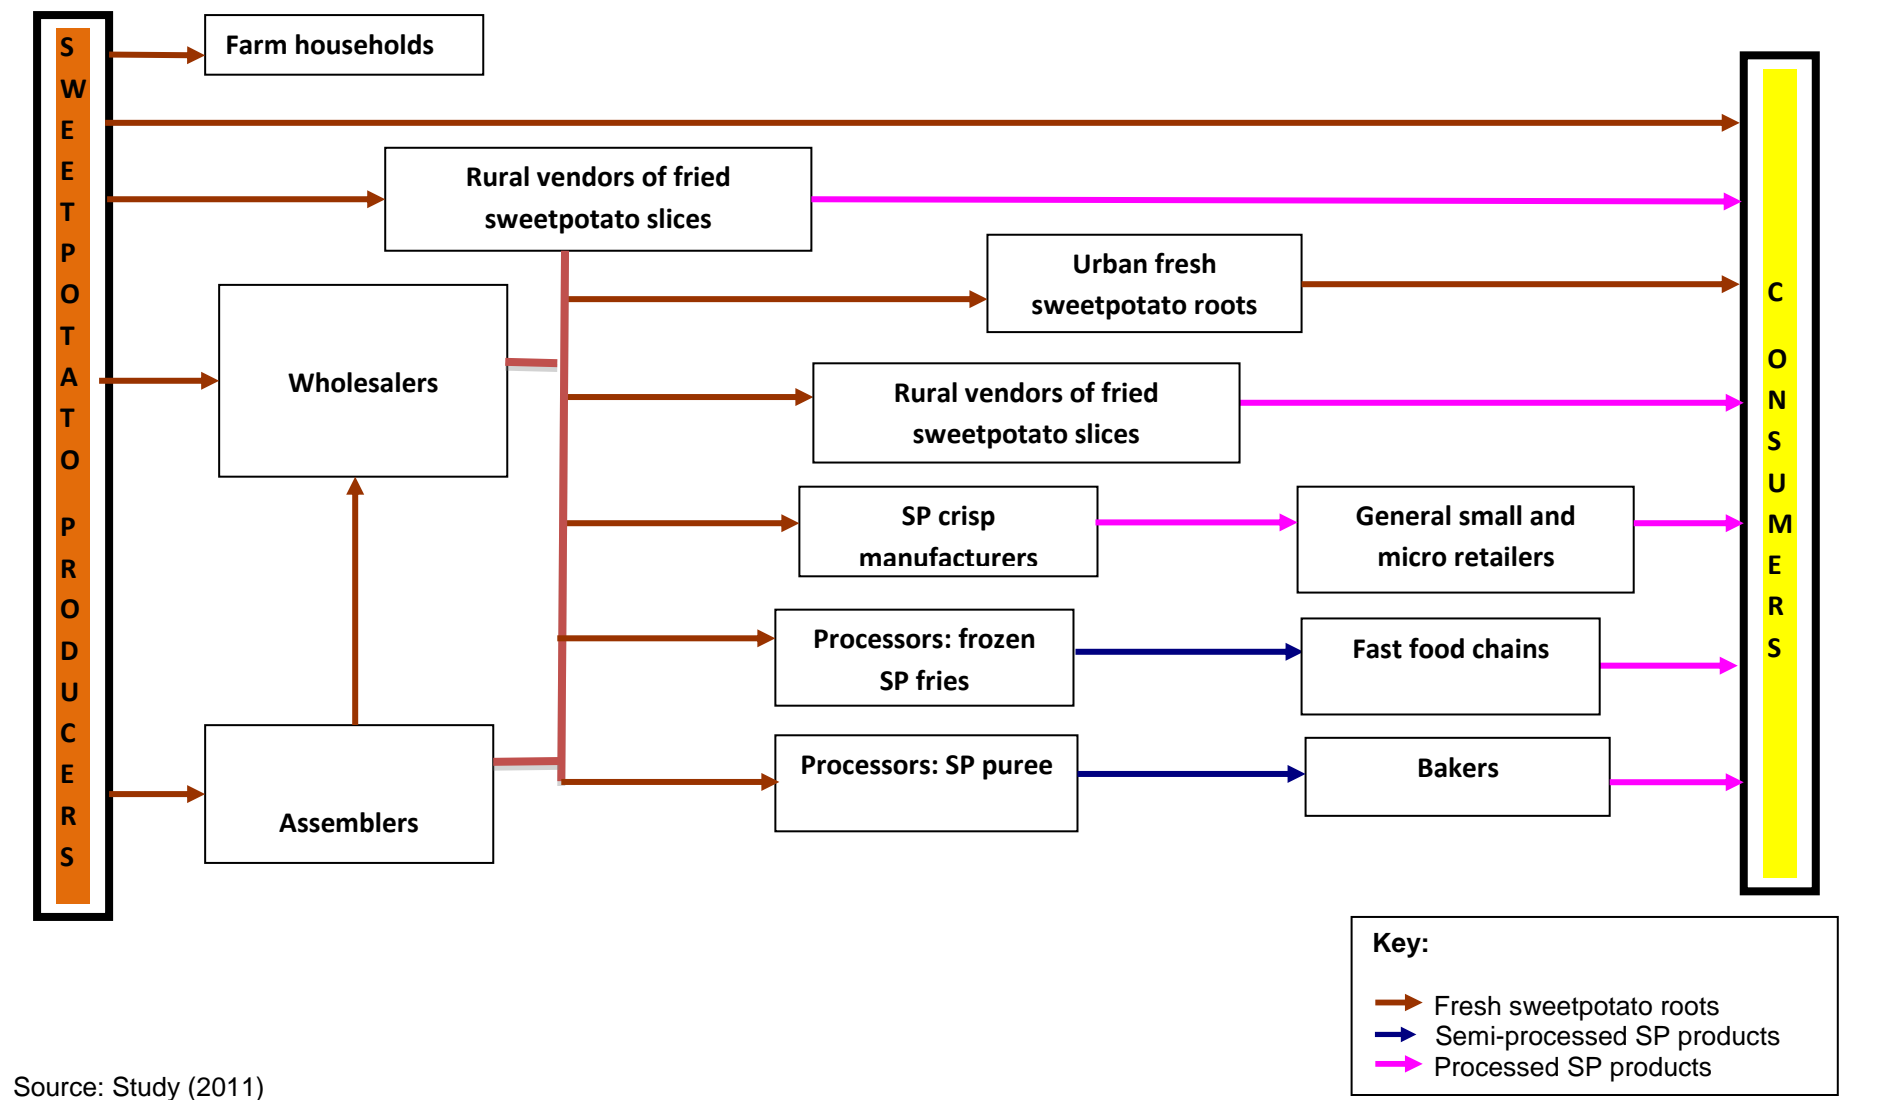 SWEETPOTATO PRODUCERS
Farm households
Rural vendors of fried
sweetpotato slices
Urban fresh
sweetpotato roots
Wholesalers
Rural vendors of fried
sweetpotato slices
SP crisp
manufacturers
General small and
micro retailers
Processors: frozen
SP fries
Fast food chains
Processors: SP puree
Bakers
Assemblers
C ONSUMERS
Key:
Fresh sweetpotato roots
Semi-processed SP products
Processed SP products
Source: Study (2011)